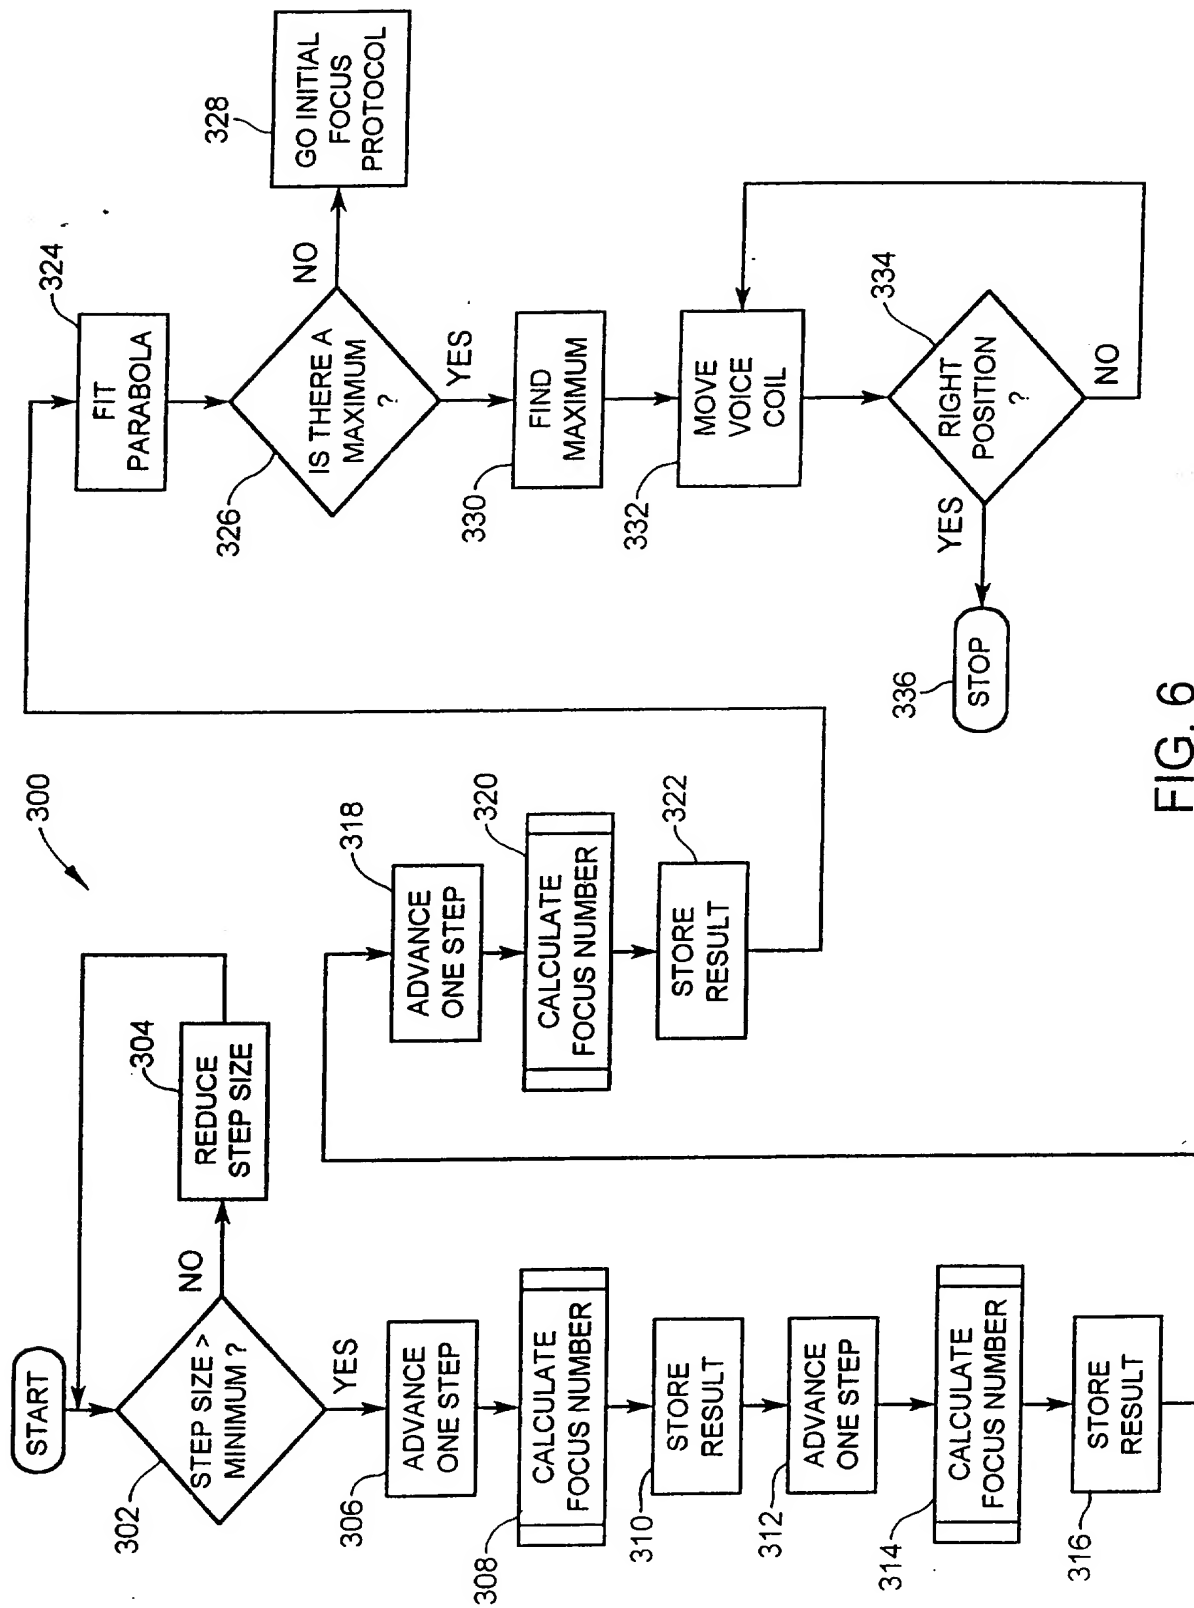 300
START
302
STEP SIZE >
MINIMUM ?
NO
304
REDUCE
STEP SIZE
YES
306
ADVANCE
ONE STEP
308
CALCULATE
FOCUS NUMBER
310
STORE
RESULT
312
ADVANCE
ONE STEP
314
CALCULATE
FOCUS NUMBER
316
STORE
RESULT
318
ADVANCE
ONE STEP
320
CALCULATE
FOCUS NUMBER
322
STORE
RESULT
324
FIT
PARABOLA
326
IS THERE A
MAXIMUM
?
NO
328
GO INITIAL
FOCUS
PROTOCOL
YES
330
FIND
MAXIMUM
332
MOVE
VOICE
COIL
334
RIGHT
POSITION
?
NO
YES
336
STOP
FIG. 6